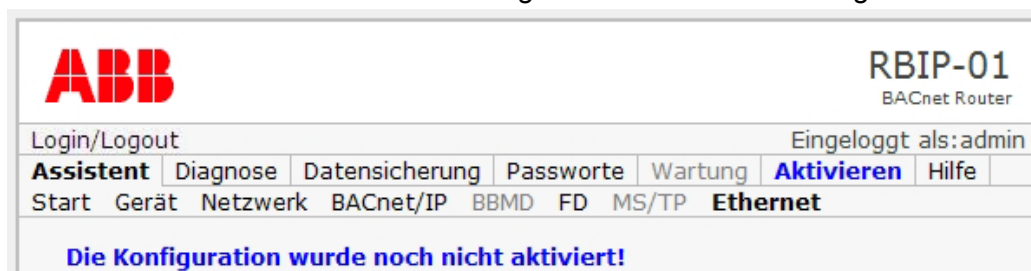 ABB
RBIP-01
BACnet Router
Login/Logout Eingeloggt als:admin
Assistent Diagnose Datensicherung Passworte Wartung Aktivieren Hilfe
Start Gerät Netzwerk BACnet/IP BBMD FD MS/TP Ethernet
Die Konfiguration wurde noch nicht aktiviert!